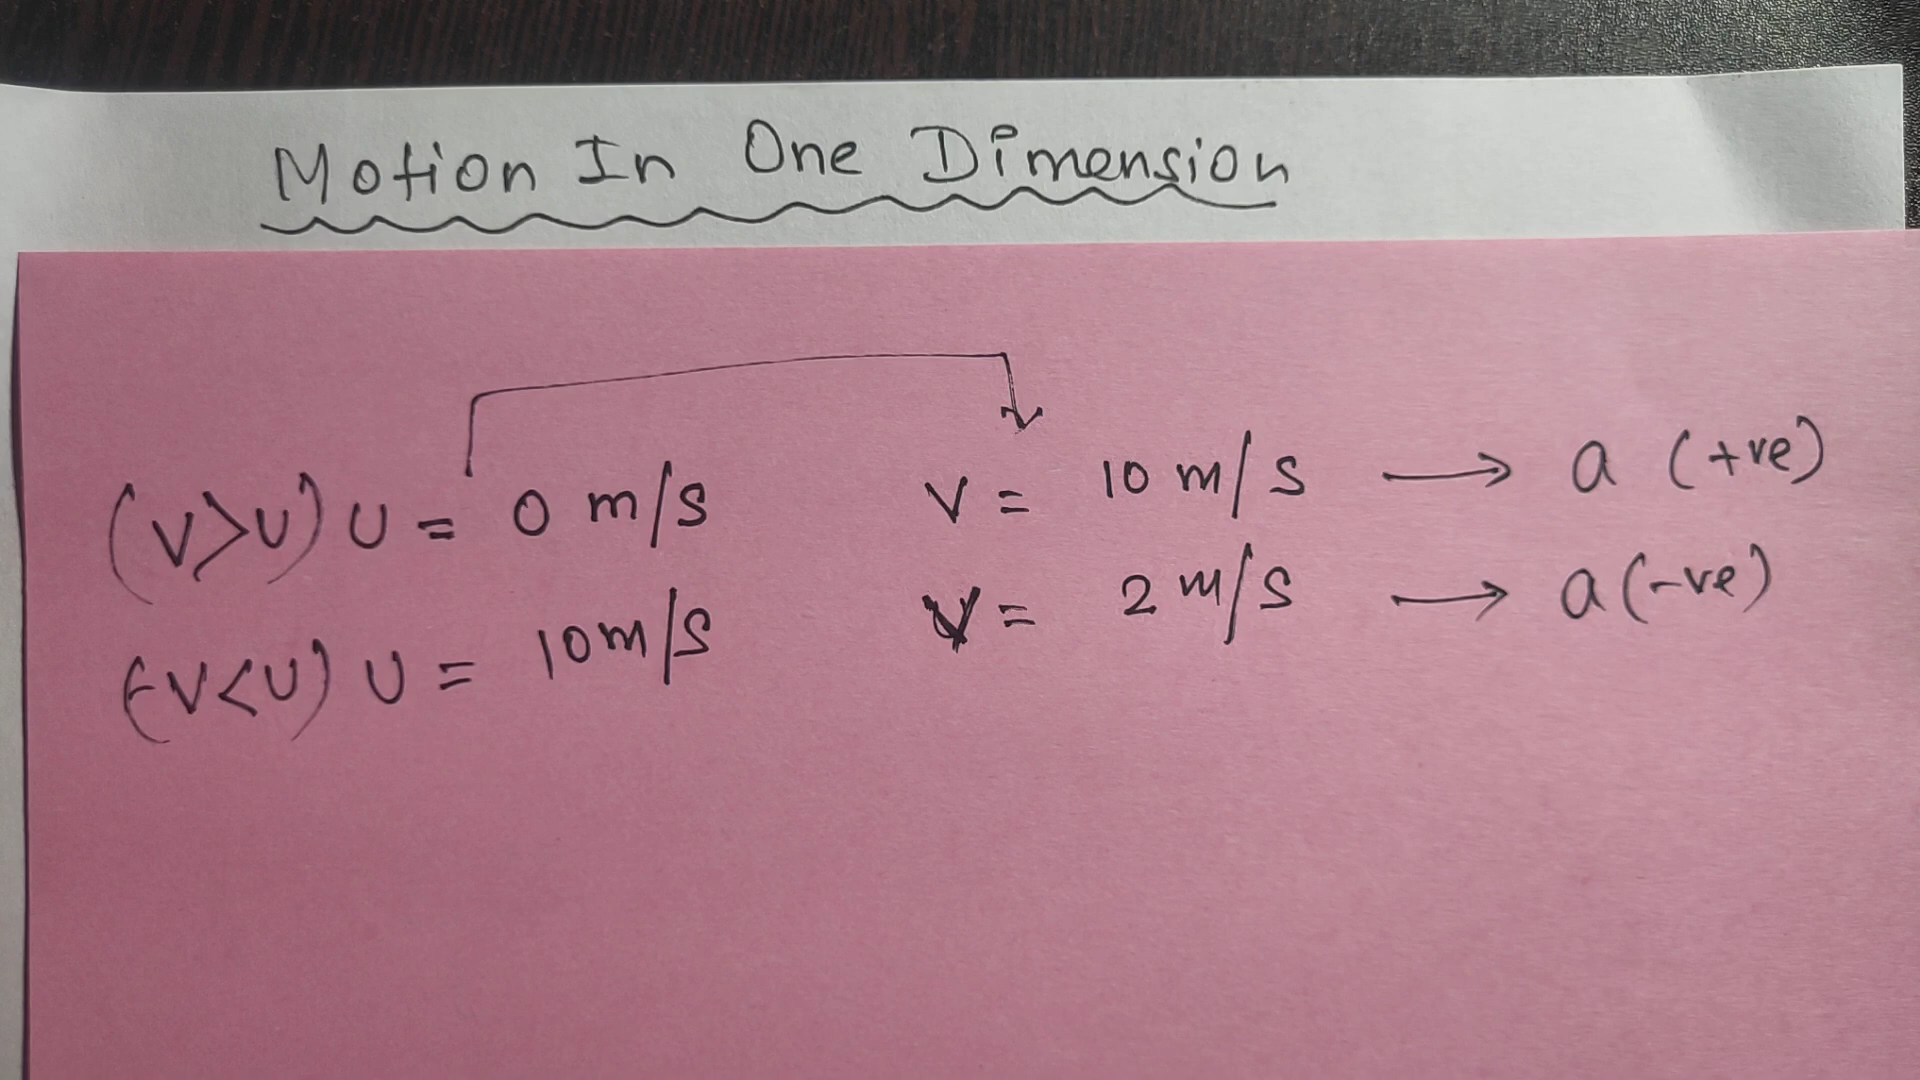 Motion In One Dimension
(V>U) U = 0 m/s V = 10 m/s → a (+ve)
(V<U) U = 10 m/s V = 2 m/s → a (-ve)